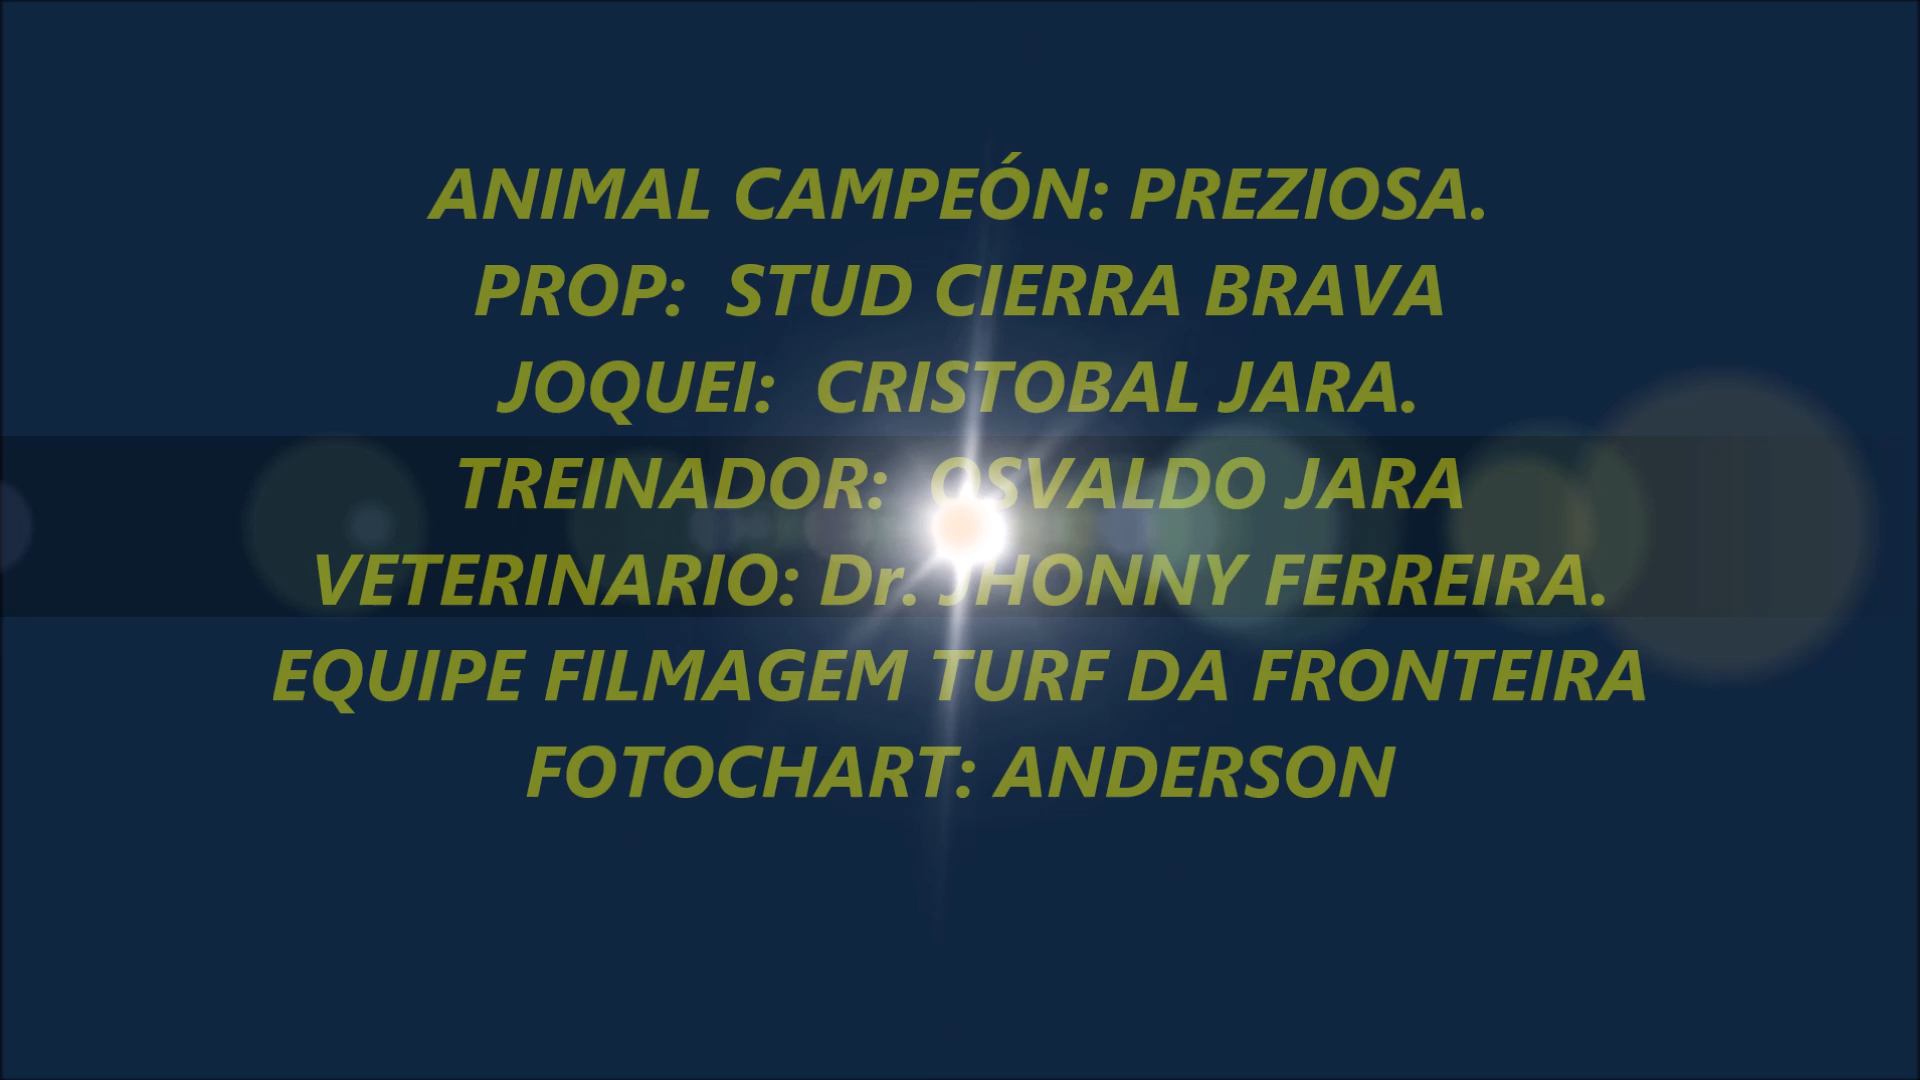 ANIMAL CAMPEÓN: PREZIOSA.
PROP: STUD CIERRA BRAVA
JOQUEI: CRISTOBAL JARA.
TREINADOR: OSVALDO JARA
VETERINARIO: Dr. JHONNY FERREIRA.
EQUIPE FILMAGEM TURF DA FRONTEIRA
FOTOCHART: ANDERSON